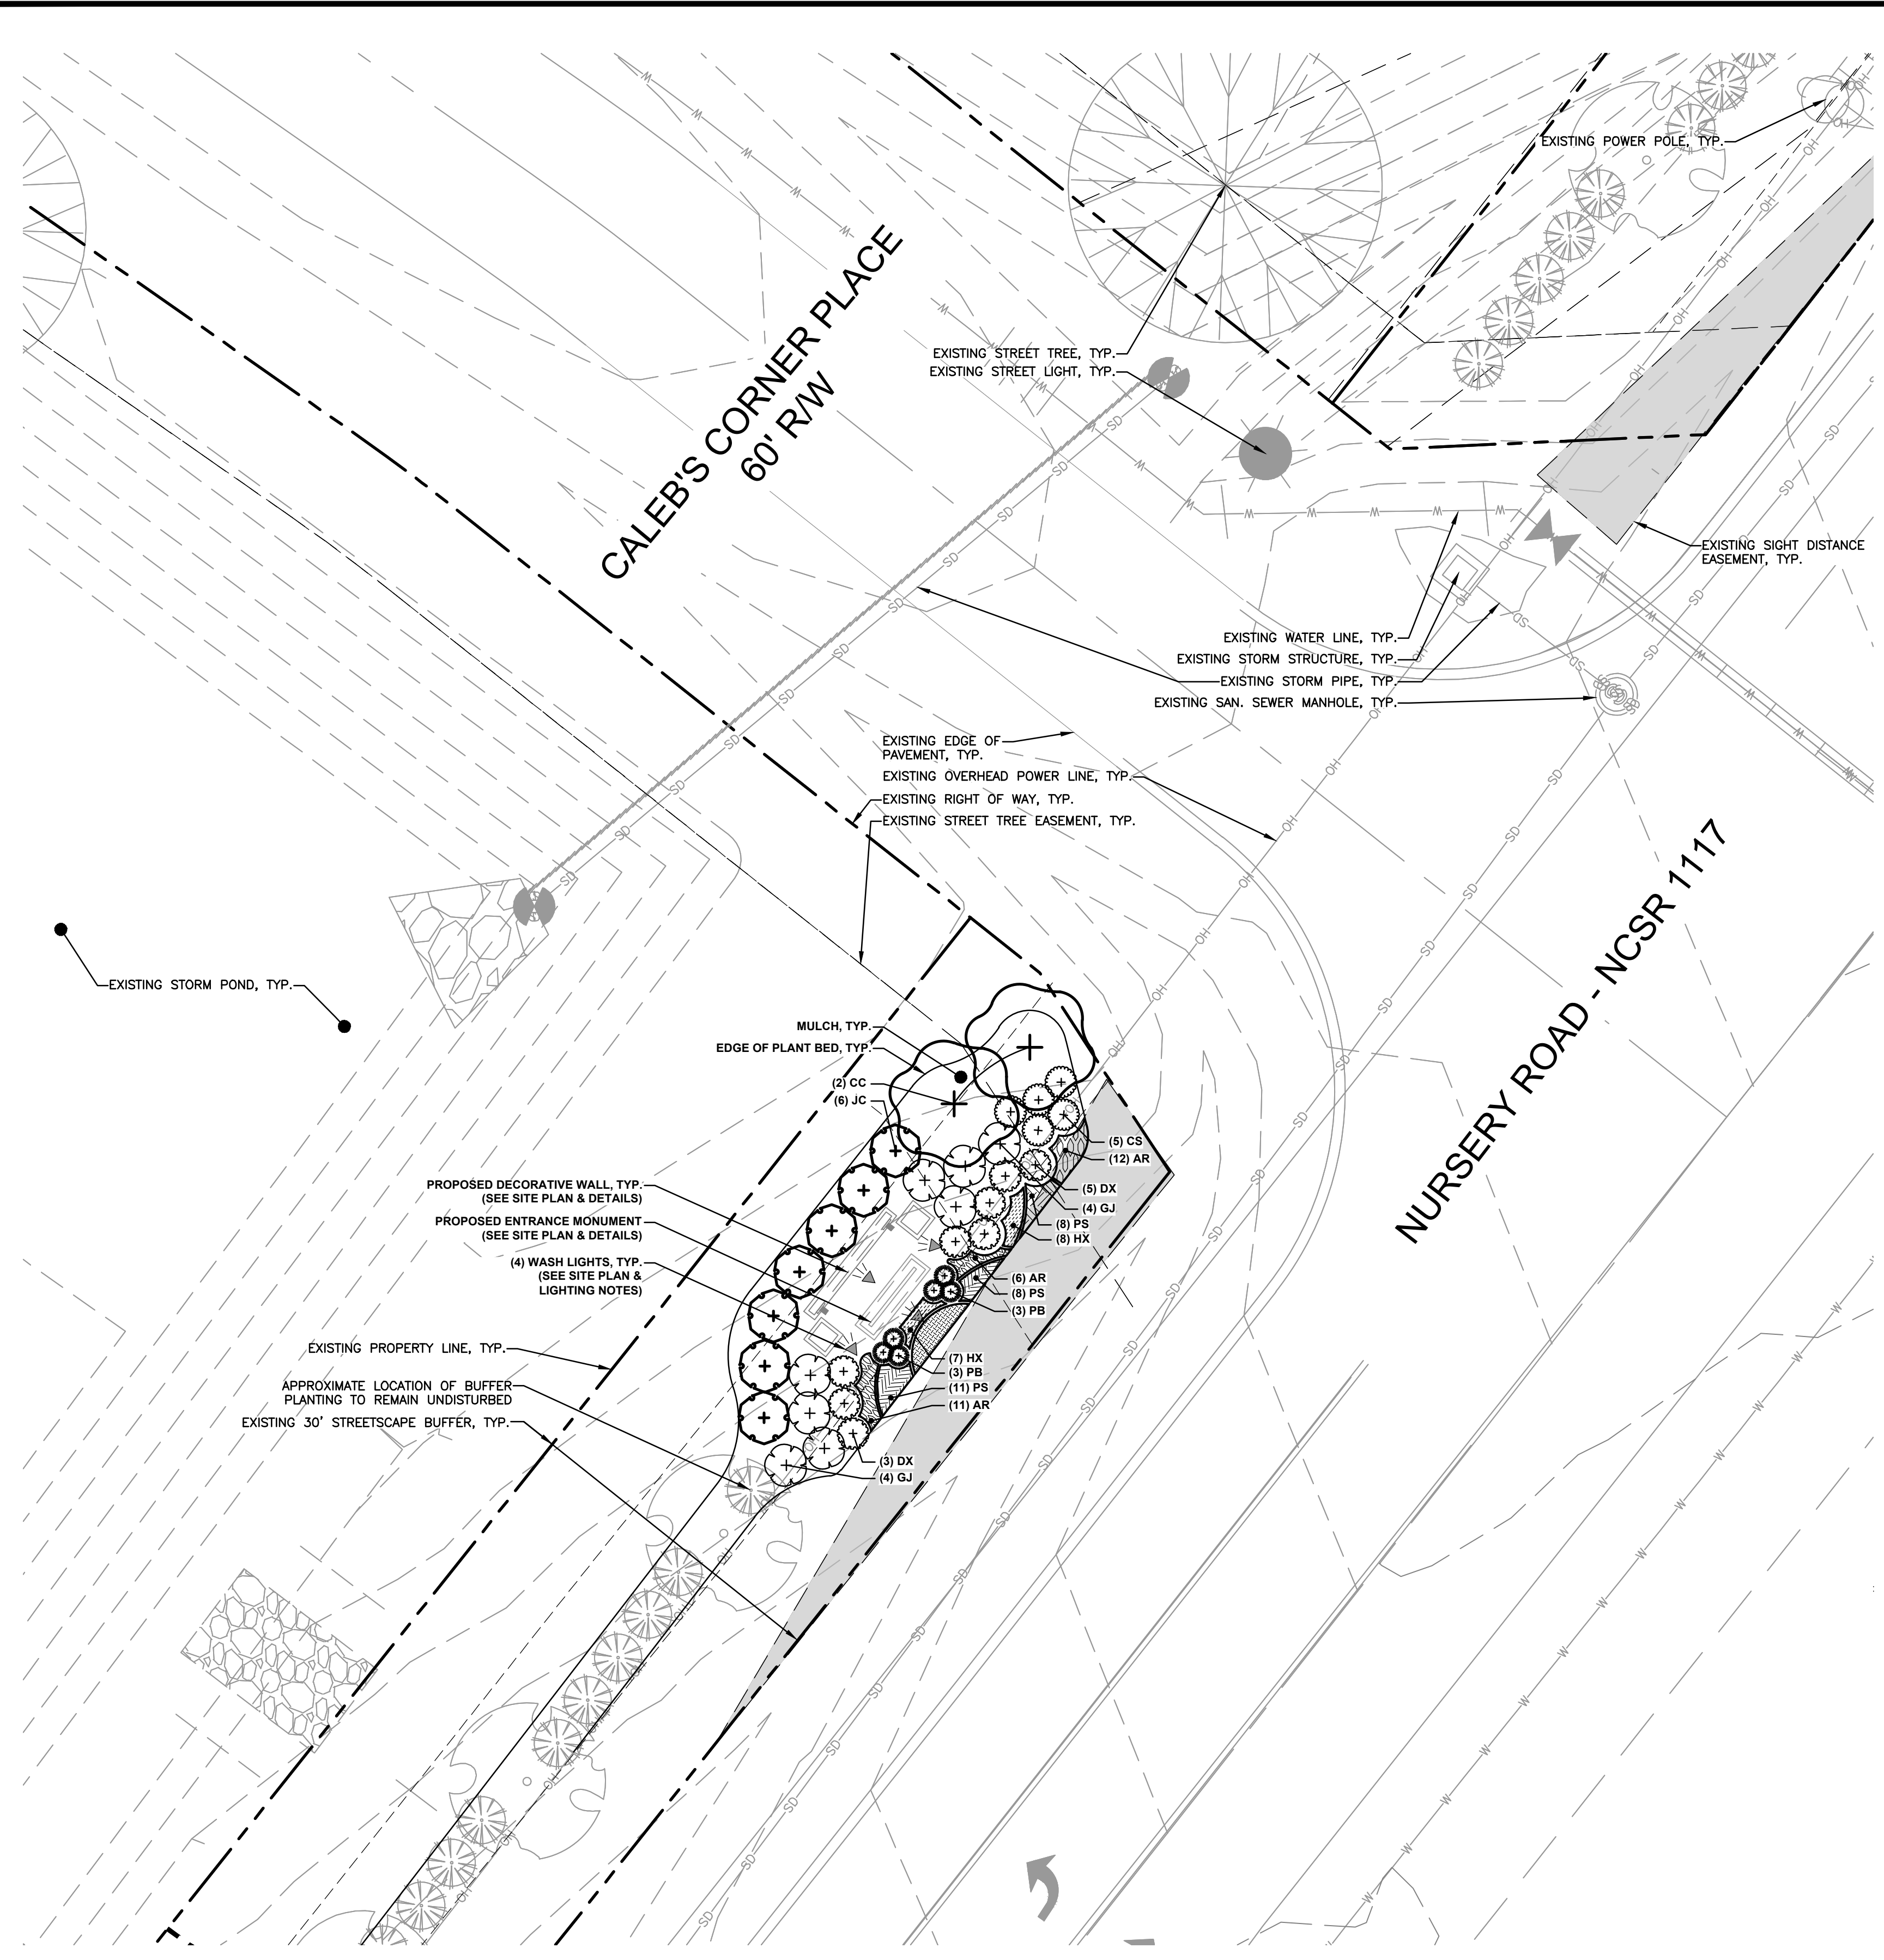 EXISTING POWER POLE, TYP.
CALEB'S CORNER PLACE
60' R/W
EXISTING STREET TREE, TYP.
EXISTING STREET LIGHT, TYP.
EXISTING SIGHT DISTANCE
EASEMENT, TYP.
EXISTING WATER LINE, TYP.
EXISTING STORM STRUCTURE, TYP.
EXISTING STORM PIPE, TYP.
EXISTING SAN. SEWER MANHOLE, TYP.
EXISTING EDGE OF
PAVEMENT, TYP.
EXISTING OVERHEAD POWER LINE, TYP.
EXISTING RIGHT OF WAY, TYP.
EXISTING STREET TREE EASEMENT, TYP.
NURSERY ROAD - NCSR 1117
EXISTING STORM POND, TYP.
MULCH, TYP.
EDGE OF PLANT BED, TYP.
(2) CC
(6) JC
(5) CS
(12) AR
PROPOSED DECORATIVE WALL, TYP.
(SEE SITE PLAN & DETAILS)
PROPOSED ENTRANCE MONUMENT
(SEE SITE PLAN & DETAILS)
(4) WASH LIGHTS, TYP.
(SEE SITE PLAN &
LIGHTING NOTES)
(5) DX
(4) GJ
(8) PS
(8) HX
(6) AR
(8) PS
(3) PB
(7) HX
(3) PB
(11) PS
(11) AR
(3) DX
(4) GJ
EXISTING PROPERTY LINE, TYP.
APPROXIMATE LOCATION OF BUFFER
PLANTING TO REMAIN UNDISTURBED
EXISTING 30' STREETSCAPE BUFFER, TYP.